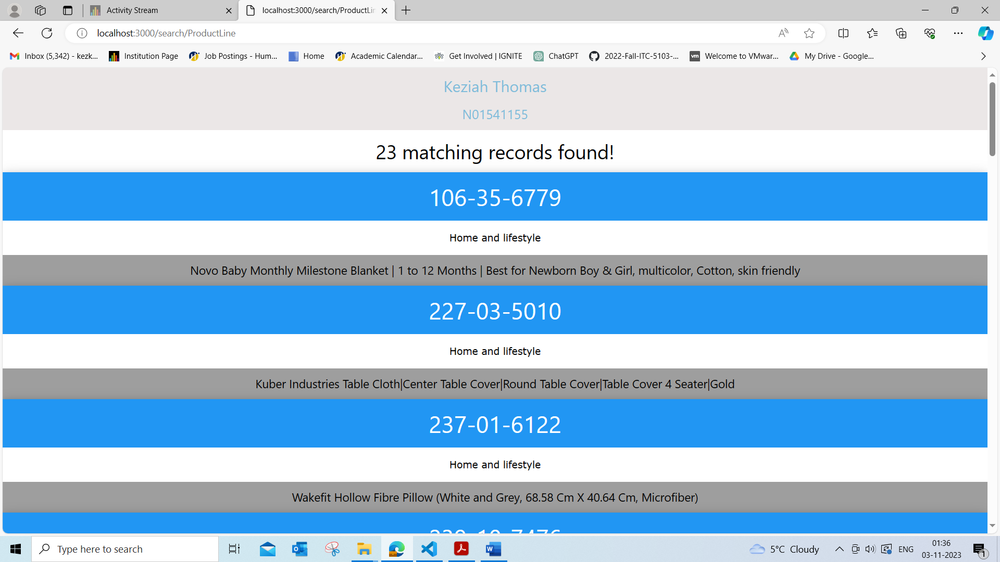 Activity Stream
localhost:3000/search/ProductLin
localhost:3000/search/ProductLine
Inbox (5,342) - kezk...
Institution Page
Job Postings - Hum...
Home
Academic Calendar...
Get Involved | IGNITE
ChatGPT
2022-Fall-ITC-5103-...
vm
Welcome to VMwar...
My Drive - Google...
Keziah Thomas
N01541155
23 matching records found!
106-35-6779
Home and lifestyle
Novo Baby Monthly Milestone Blanket | 1 to 12 Months | Best for Newborn Boy & Girl, multicolor, Cotton, skin friendly
227-03-5010
Home and lifestyle
Kuber Industries Table Cloth|Center Table Cover|Round Table Cover|Table Cover 4 Seater|Gold
237-01-6122
Home and lifestyle
Wakefit Hollow Fibre Pillow (White and Grey, 68.58 Cm X 40.64 Cm, Microfiber)
Type here to search
5°C Cloudy
ENG
01:36
03-11-2023
1